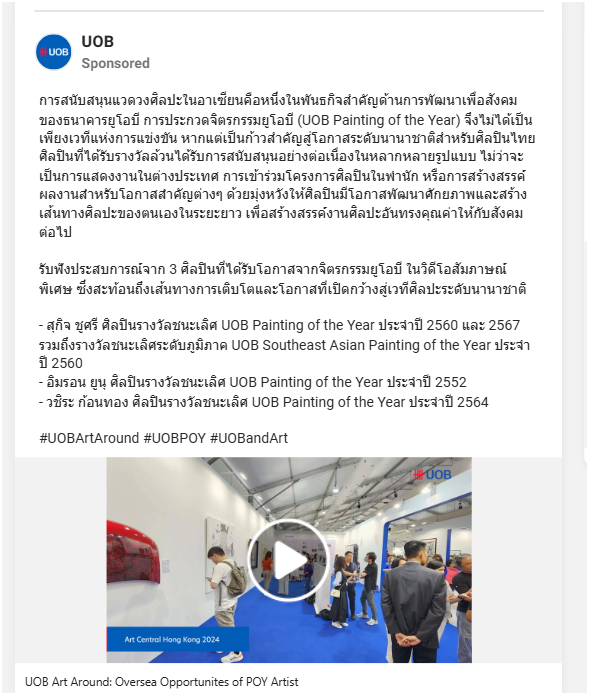 UOB
UOB
Sponsored
การสนับสนุนแวดวงศิลปะในอาเซียนคือหนึ่งในพันธกิจสำคัญด้านการพัฒนาเพื่อสังคม
ของธนาคารยูโอบี การประกวดจิตรกรรมยูโอบี (UOB Painting of the Year) จึงไม่ได้เป็น
เพียงเวทีแห่งการแข่งขัน หากแต่เป็นก้าวสำคัญสู่โอกาสระดับนานาชาติสำหรับศิลปินไทย
ศิลปินที่ได้รับรางวัลล้วนได้รับการสนับสนุนอย่างต่อเนื่องในหลากหลายรูปแบบ ไม่ว่าจะ
เป็นการแสดงงานในต่างประเทศ การเข้าร่วมโครงการศิลปินในพำนัก หรือการสร้างสรรค์
ผลงานสำหรับโอกาสสำคัญต่างๆ ด้วยมุ่งหวังให้ศิลปินมีโอกาสพัฒนาศักยภาพและสร้าง
เส้นทางศิลปะของตนเองในระยะยาว เพื่อสร้างสรรค์งานศิลปะอันทรงคุณค่าให้กับสังคม
ต่อไป
รับฟังประสบการณ์จาก 3 ศิลปินที่ได้รับโอกาสจากจิตรกรรมยูโอบี ในวิดีโอสัมภาษณ์
พิเศษ ซึ่งสะท้อนถึงเส้นทางการเติบโตและโอกาสที่เปิดกว้างสู่เวทีศิลปะระดับนานาชาติ
- สุกิจ ชูศรี ศิลปินรางวัลชนะเลิศ UOB Painting of the Year ประจำปี 2560 และ 2567
รวมถึงรางวัลชนะเลิศระดับภูมิภาค UOB Southeast Asian Painting of the Year ประจำ
ปี 2560
- อิมรอน ยูนุ ศิลปินรางวัลชนะเลิศ UOB Painting of the Year ประจำปี 2552
- วชิระ ก้อนทอง ศิลปินรางวัลชนะเลิศ UOB Painting of the Year ประจำปี 2564
#UOBArtAround #UOBPOY #UOBandArt
UOB
Art Central Hong Kong 2024
UOB Art Around: Oversea Opportunites of POY Artist